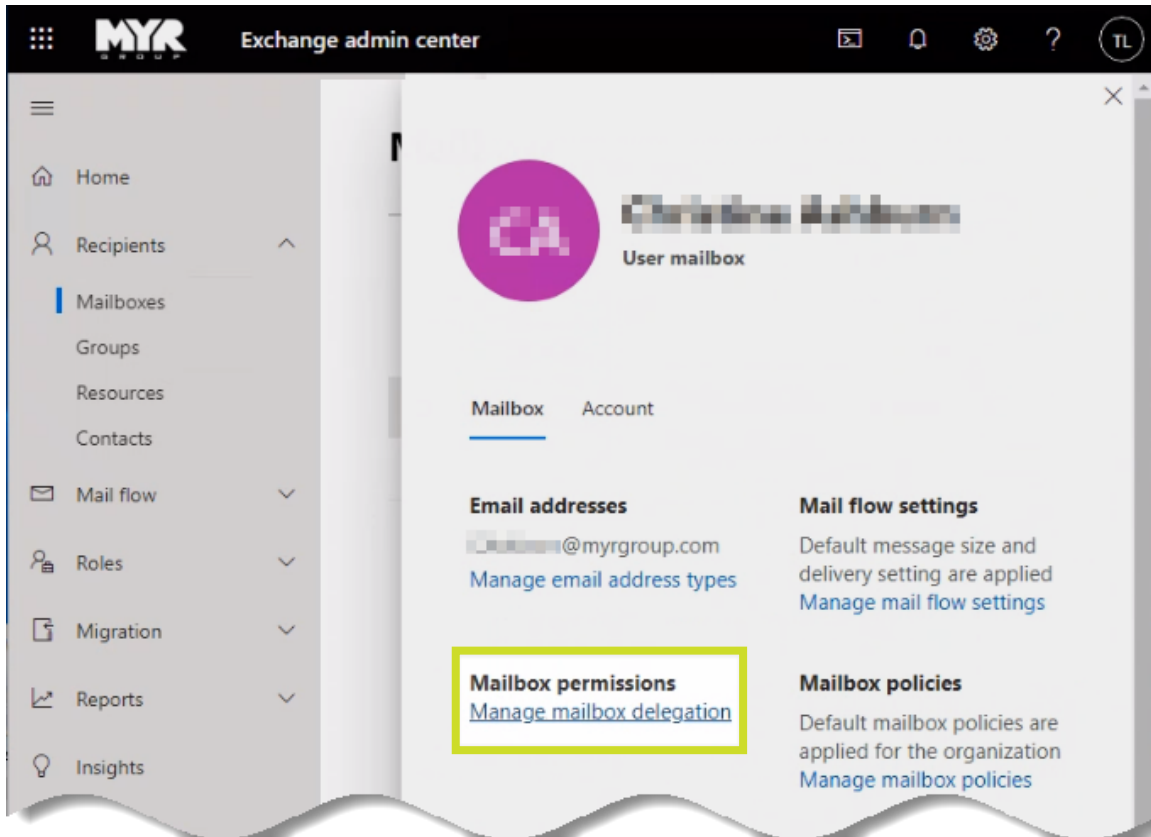 MYR
GROUP
Exchange admin center
TL
Home
Recipients
Mailboxes
Groups
Resources
Contacts
Mail flow
Roles
Migration
Reports
Insights
User mailbox
Mailbox
Account
Email addresses
@myrgroup.com
Manage email address types
Mail flow settings
Default message size and
delivery setting are applied
Manage mail flow settings
Mailbox permissions
Manage mailbox delegation
Mailbox policies
Default mailbox policies are
applied for the organization
Manage mailbox policies